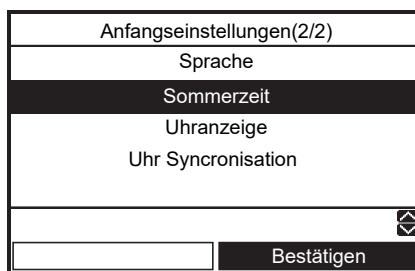 Anfangseinstellungen(2/2)
Sprache
Sommerzeit
Uhranzeige
Uhr Syncronisation
Bestätigen